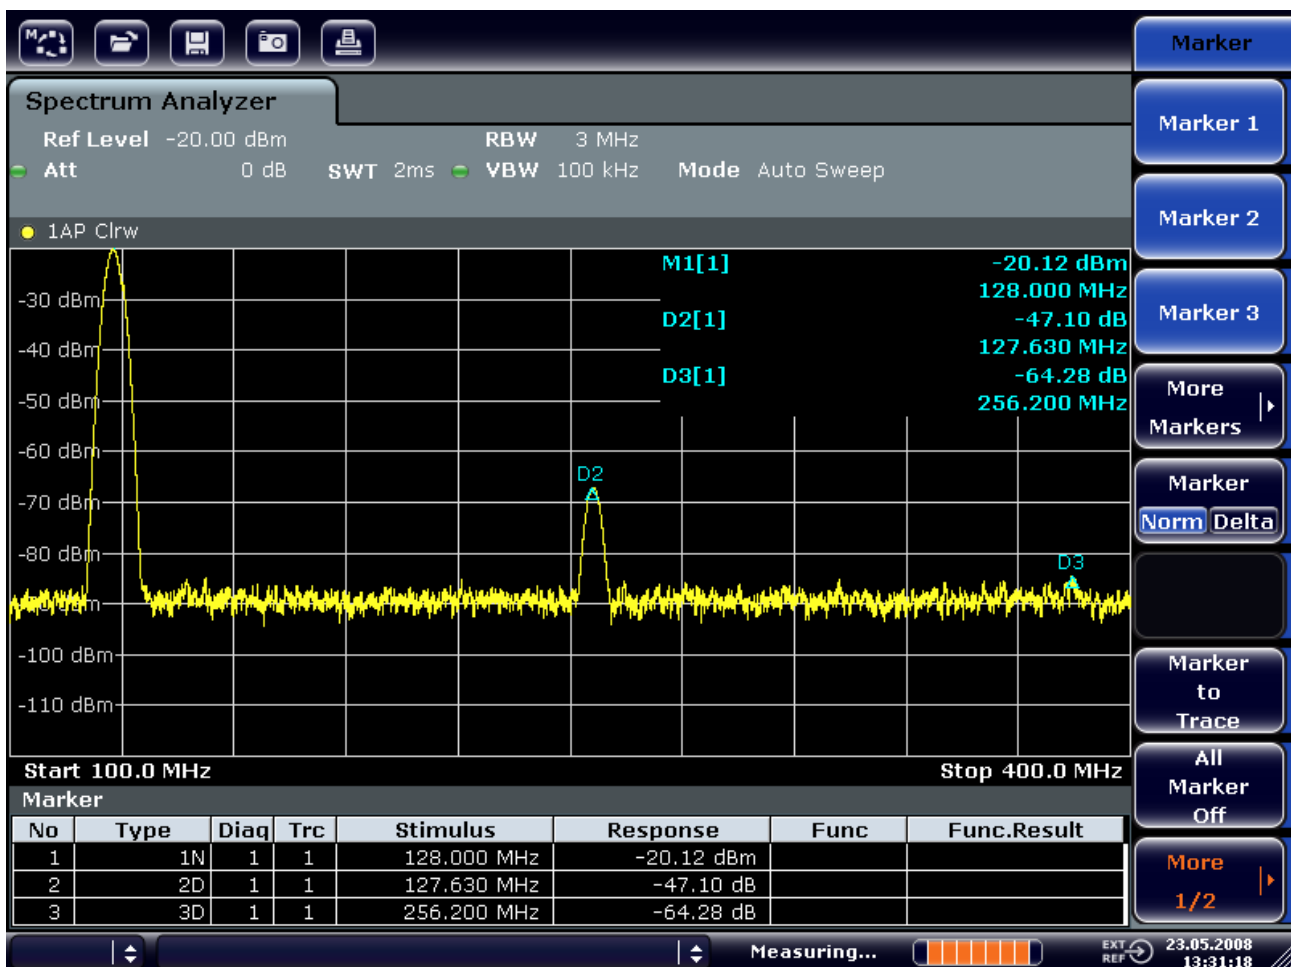 M
Marker
Spectrum Analyzer
Ref Level -20.00 dBm RBW 3 MHz
Att 0 dB SWT 2ms VBW 100 kHz Mode Auto Sweep
1AP Clrw
M1[1] -20.12 dBm
128.000 MHz
D2[1] -47.10 dB
127.630 MHz
D3[1] -64.28 dB
256.200 MHz
-30 dBm
-40 dBm
-50 dBm
-60 dBm
-70 dBm
-80 dBm
-100 dBm
-110 dBm
D2
D3
Start 100.0 MHz Stop 400.0 MHz
Marker
No Type Diaq Trc Stimulus Response Func Func.Result
1 1N 1 1 128.000 MHz -20.12 dBm
2 2D 1 1 127.630 MHz -47.10 dB
3 3D 1 1 256.200 MHz -64.28 dB
Marker 1
Marker 2
Marker 3
More
Markers
Marker
Norm Delta
Marker
to
Trace
All
Marker
Off
More
1/2
Measuring...
EXT
REF
23.05.2008
13:31:18